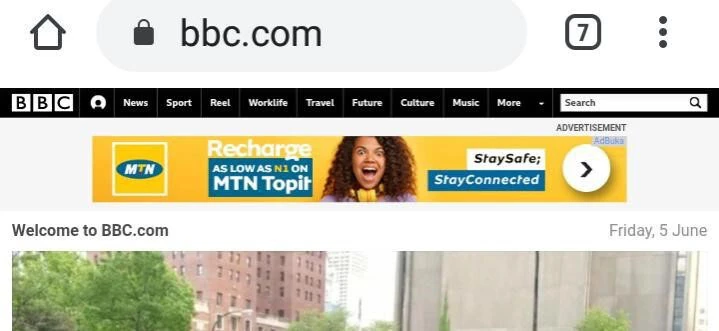 bbc.com
7
BBC
News Sport Reel Worklife Travel Future Culture Music More Search
ADVERTISEMENT
AdBuka
MTN
Recharge
AS LOW AS N1 ON
MTN Topit
StaySafe;
StayConnected
Welcome to BBC.com
Friday, 5 June